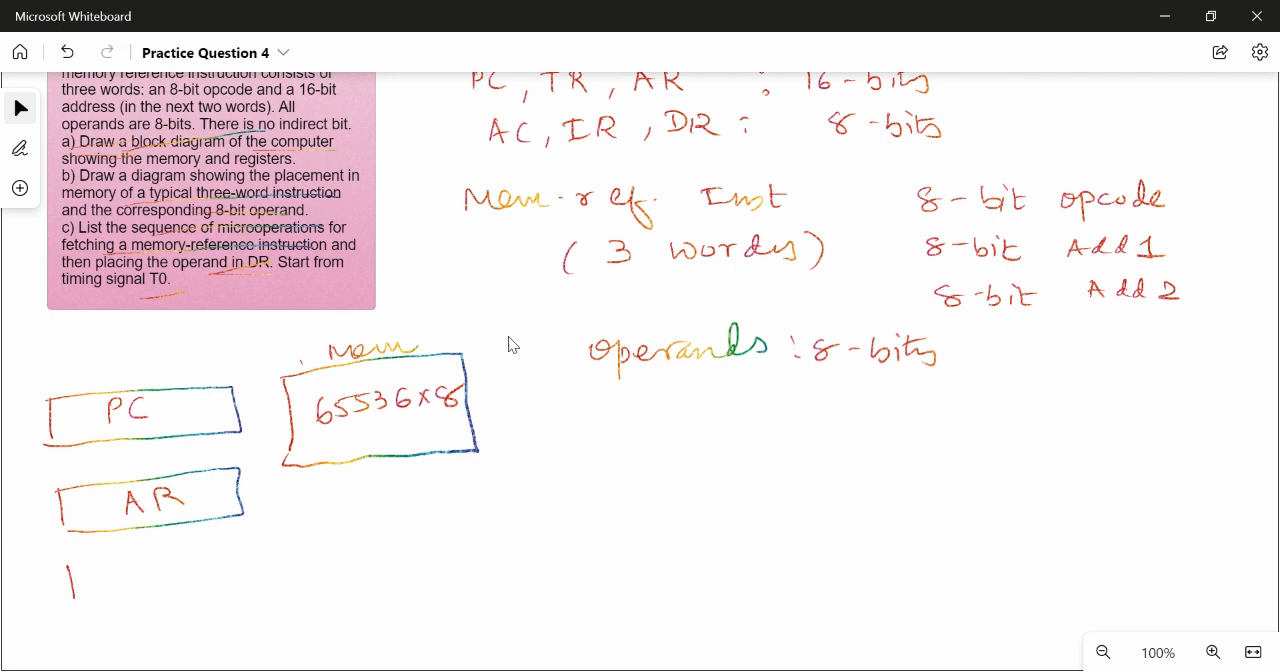 Microsoft Whiteboard
Practice Question 4
memory reference instruction consists of
three words: an 8-bit opcode and a 16-bit
address (in the next two words). All
operands are 8-bits. There is no indirect bit.
a) Draw a block diagram of the computer
showing the memory and registers.
b) Draw a diagram showing the placement in
memory of a typical three-word instruction
and the corresponding 8-bit operand.
c) List the sequence of microoperations for
fetching a memory-reference instruction and
then placing the operand in DR. Start from
timing signal T0.
PC, TR, AR : 16-bits
AC, IR, DR : 8-bits
Mem. ref. Inst 8-bit opcode
(3 words) 8-bit Add 1
8-bit Add 2
operands : 8-bits
Mem
65536×8
PC
AR
100%